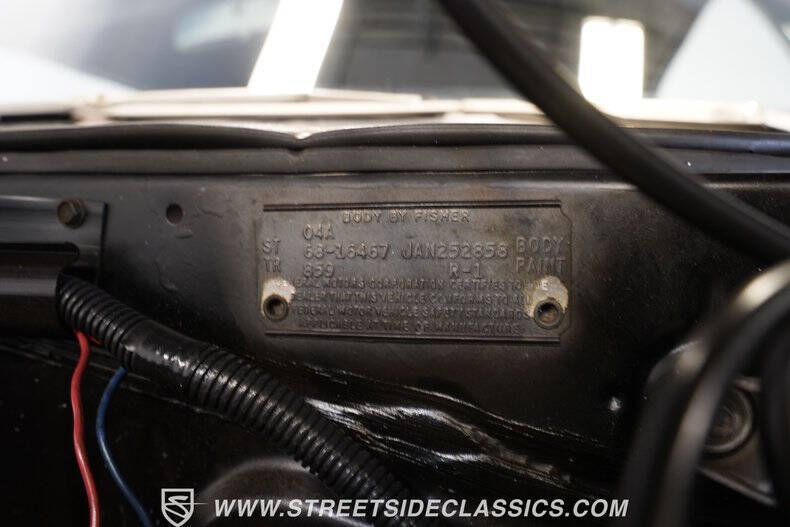 BODY BY FISHER
04A
ST 68-16467 JAN252858 BODY
TR 859 R-1 PAINT
GENERAL MOTORS CORPORATION CERTIFIES TO THE
DEALER THAT THIS VEHICLE CONFORMS TO ALL
FEDERAL MOTOR VEHICLE SAFETY STANDARDS
APPLICABLE AT TIME OF MANUFACTURE
WWW.STREETSIDECLASSICS.COM